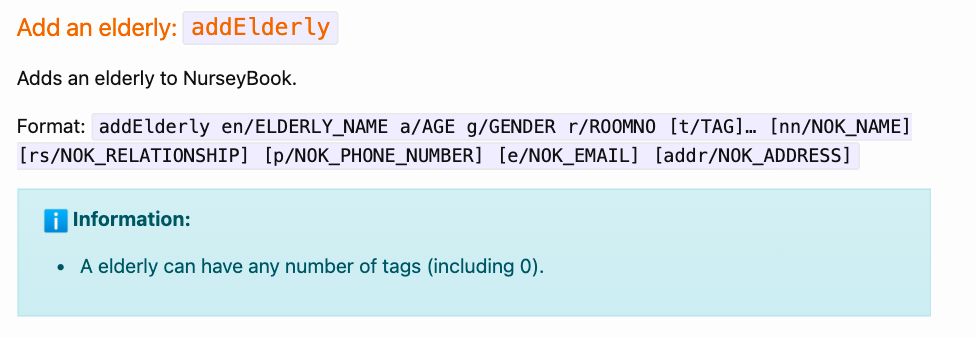 Add an elderly: addElderly
Adds an elderly to NurseyBook.
Format: addElderly en/ELDERLY_NAME a/AGE g/GENDER r/ROOMNO [t/TAG]… [nn/NOK_NAME]
[rs/NOK_RELATIONSHIP] [p/NOK_PHONE_NUMBER] [e/NOK_EMAIL] [addr/NOK_ADDRESS]
ℹ️ Information:
• A elderly can have any number of tags (including 0).